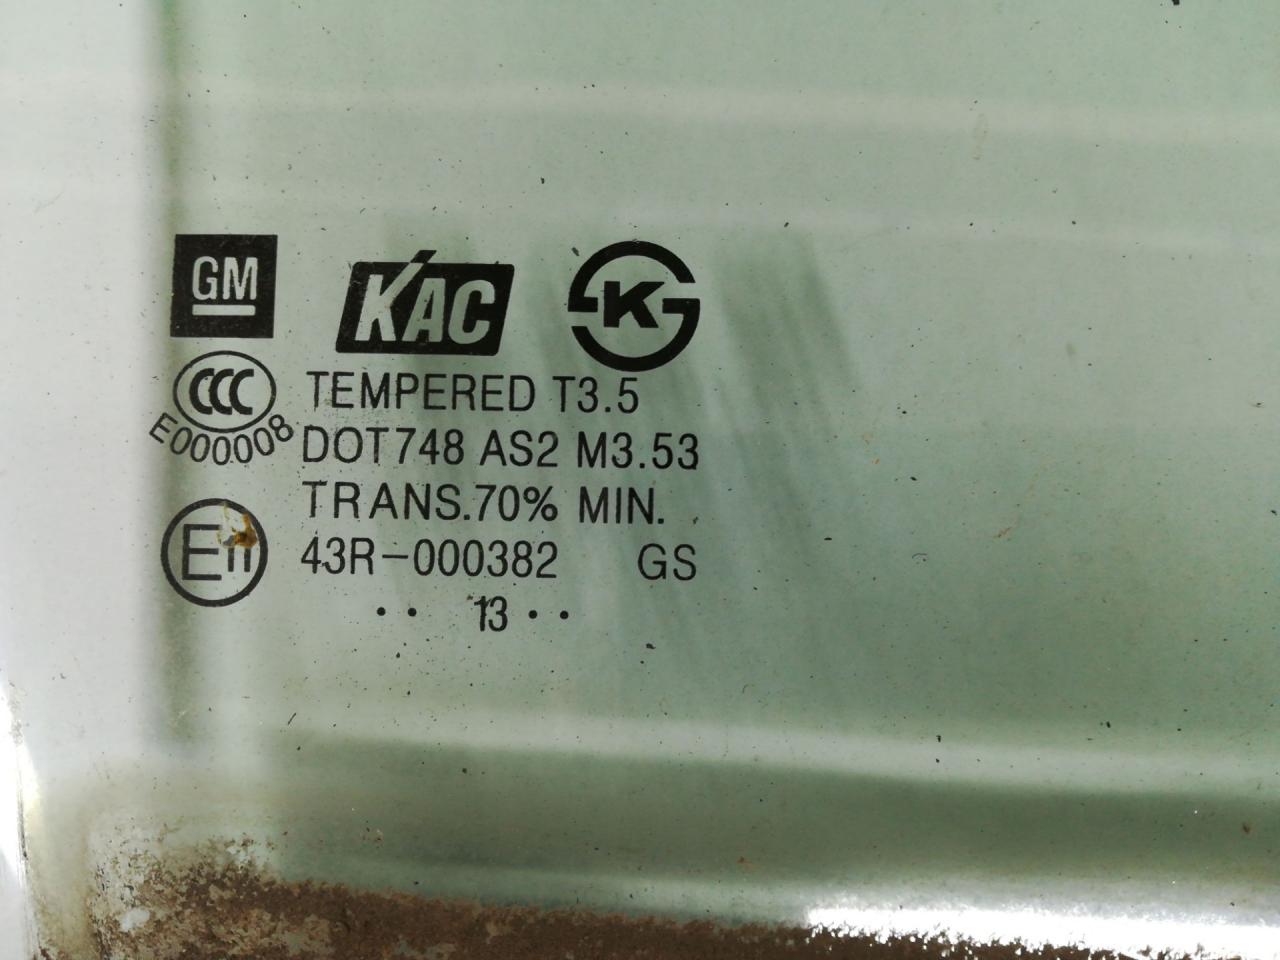 GM KAC K
CCC TEMPERED T3.5
E000008 DOT748 AS2 M3.53
TRANS.70% MIN.
E11 43R-000382 GS
•• 13 ••